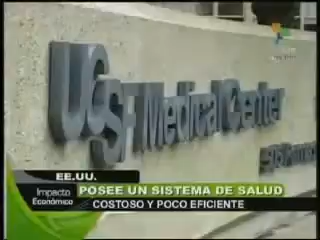 UCSF Medical Center
EE.UU.
Impacto
Económico
POSEE UN SISTEMA DE SALUD
COSTOSO Y POCO EFICIENTE